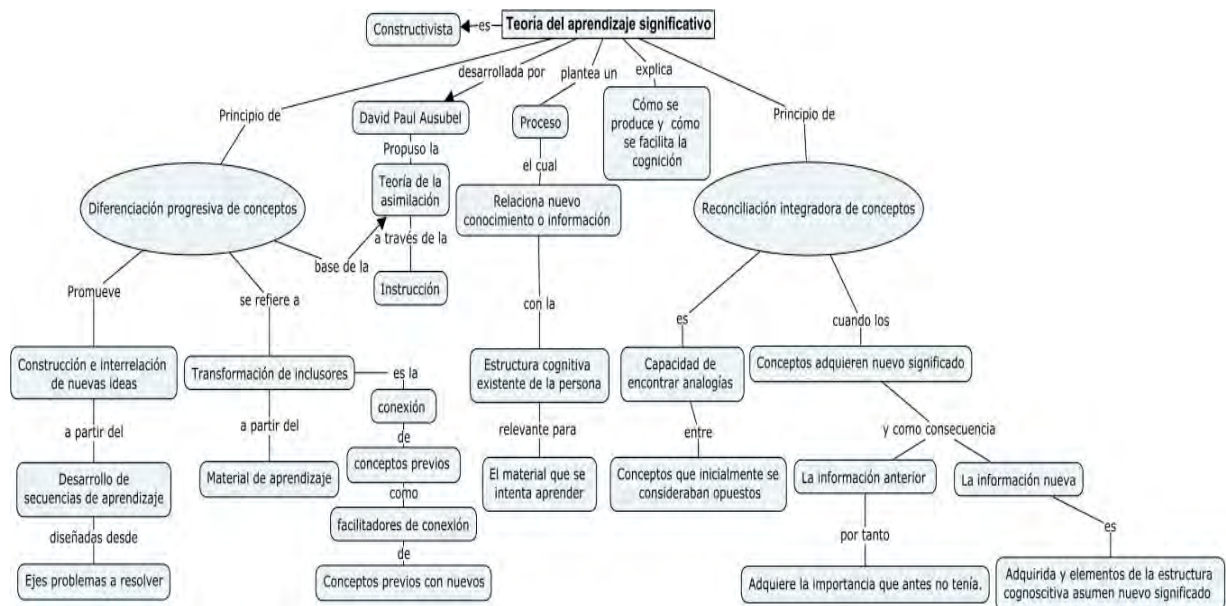 Teoría del aprendizaje significativo
es
Constructivista
desarrollada por
plantea un
explica
Principio de
David Paul Ausubel
Proceso
Cómo se
produce y cómo
se facilita la
cognición
Principio de
Propuso la
el cual
Diferenciación progresiva de conceptos
Teoría de la
asimilación
Relaciona nuevo
conocimiento o información
Reconciliación integradora de conceptos
a través de la
base de la
Instrucción
Promueve
se refiere a
con la
es
cuando los
Construcción e interrelación
de nuevas ideas
Transformación de inclusores
es la
conexión
Estructura cognitiva
existente de la persona
Capacidad de
encontrar analogías
Conceptos adquieren nuevo significado
a partir del
a partir del
de
relevante para
entre
y como consecuencia
Desarrollo de
secuencias de aprendizaje
Material de aprendizaje
conceptos previos
El material que se
intenta aprender
Conceptos que inicialmente se
consideraban opuestos
La información anterior
La información nueva
como
facilitadores de conexión
diseñadas desde
de
por tanto
es
Ejes problemas a resolver
Conceptos previos con nuevos
Adquiere la importancia que antes no tenía.
Adquirida y elementos de la estructura
cognoscitiva asumen nuevo significado